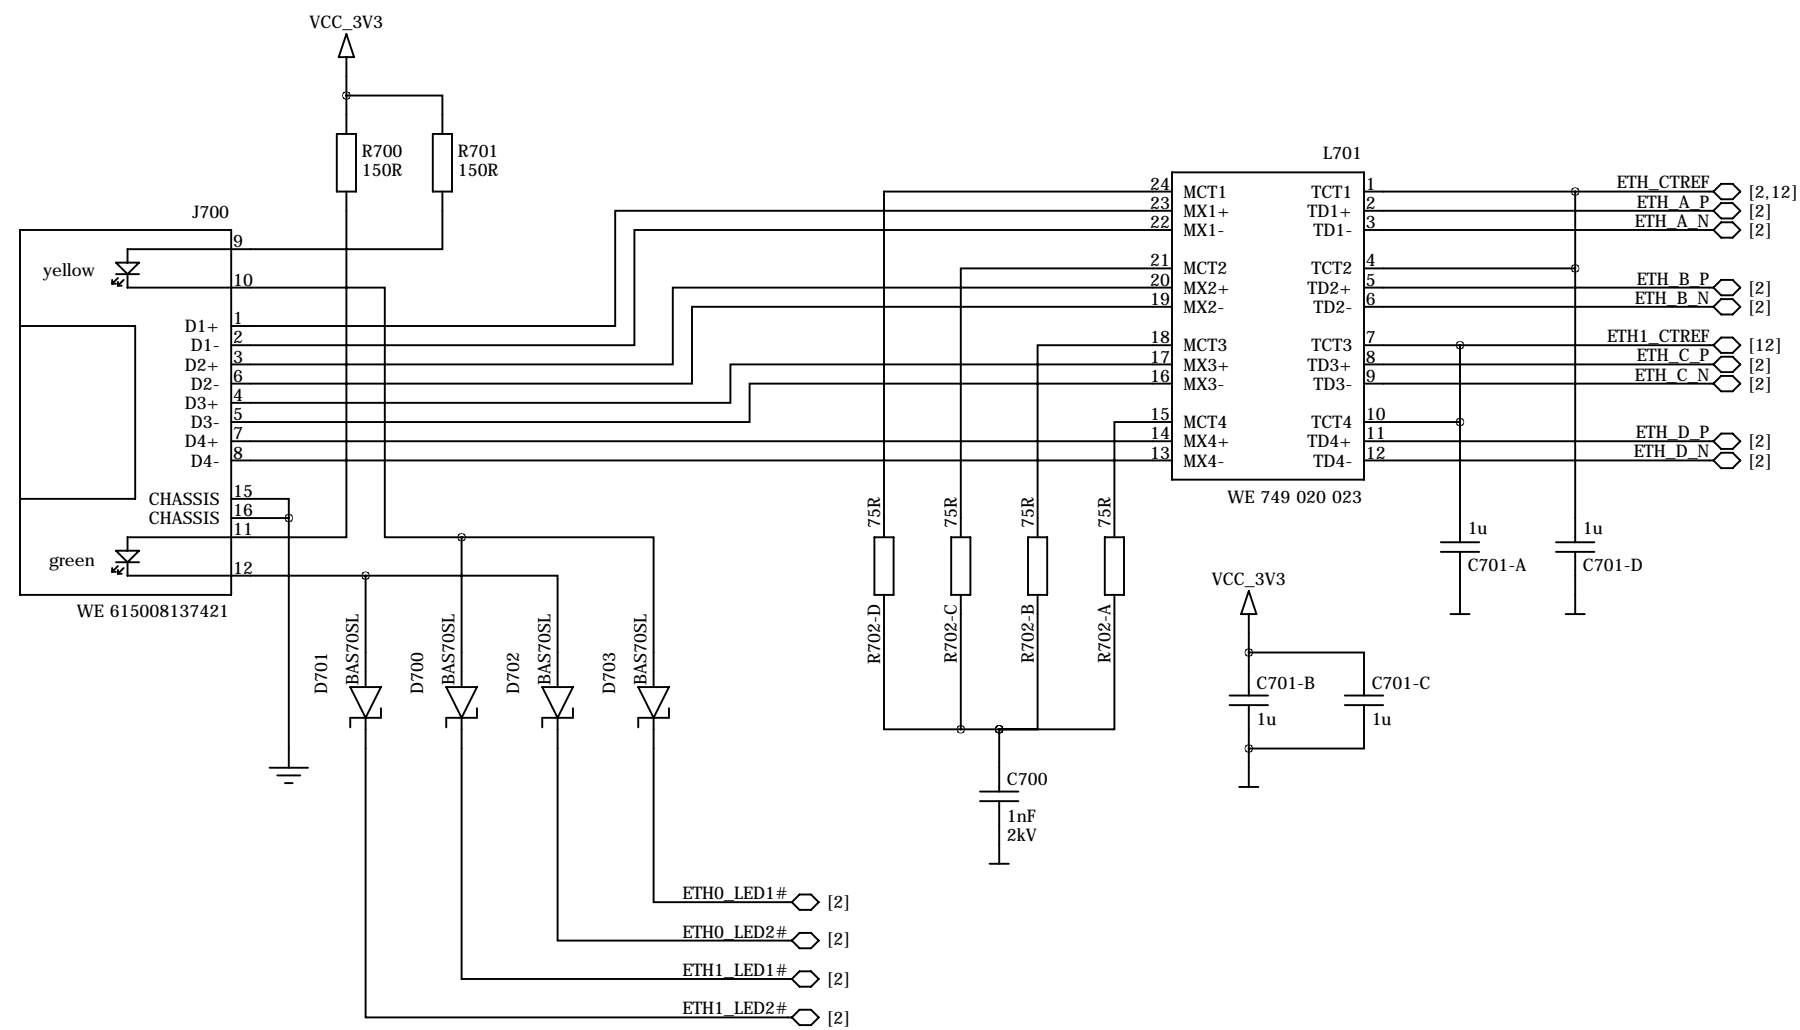 VCC_3V3
R700
150R
R701
150R
J700
yellow
9
10
D1+ 1
D1- 2
D2+ 3
D2- 6
D3+ 4
D3- 5
D4+ 7
D4- 8
CHASSIS 15
CHASSIS 16
11
green
12
WE 615008137421
D701
BAS70SL
D700
BAS70SL
D702
BAS70SL
D703
BAS70SL
ETH0_LED1# [2]
ETH0_LED2# [2]
ETH1_LED1# [2]
ETH1_LED2# [2]
L701
24 MCT1 TCT1 1 ETH_CTREF [2,12]
23 MX1+ TD1+ 2 ETH_A_P [2]
22 MX1- TD1- 3 ETH_A_N [2]
21 MCT2 TCT2 4
20 MX2+ TD2+ 5 ETH_B_P [2]
19 MX2- TD2- 6 ETH_B_N [2]
18 MCT3 TCT3 7 ETH1_CTREF [12]
17 MX3+ TD3+ 8 ETH_C_P [2]
16 MX3- TD3- 9 ETH_C_N [2]
15 MCT4 TCT4 10
14 MX4+ TD4+ 11 ETH_D_P [2]
13 MX4- TD4- 12 ETH_D_N [2]
WE 749 020 023
75R
R702-D
75R
R702-C
75R
R702-B
75R
R702-A
C700
1nF
2kV
1u
C701-A
1u
C701-D
VCC_3V3
C701-B
1u
C701-C
1u